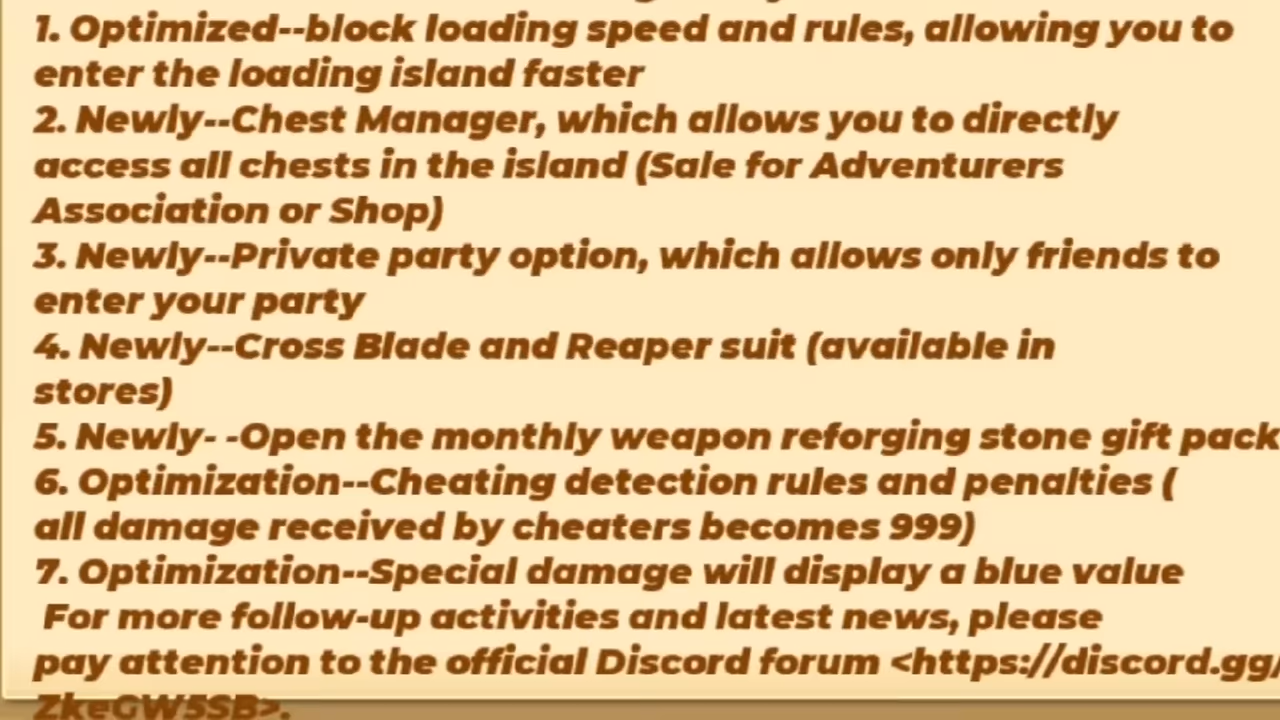 1. Optimized--block loading speed and rules, allowing you to
enter the loading island faster
2. Newly--Chest Manager, which allows you to directly
access all chests in the island (Sale for Adventurers
Association or Shop)
3. Newly--Private party option, which allows only friends to
enter your party
4. Newly--Cross Blade and Reaper suit (available in
stores)
5. Newly- -Open the monthly weapon reforging stone gift pack
6. Optimization--Cheating detection rules and penalties (
all damage received by cheaters becomes 999)
7. Optimization--Special damage will display a blue value
For more follow-up activities and latest news, please
pay attention to the official Discord forum <https://discord.gg/
ZkeGW5SB>.